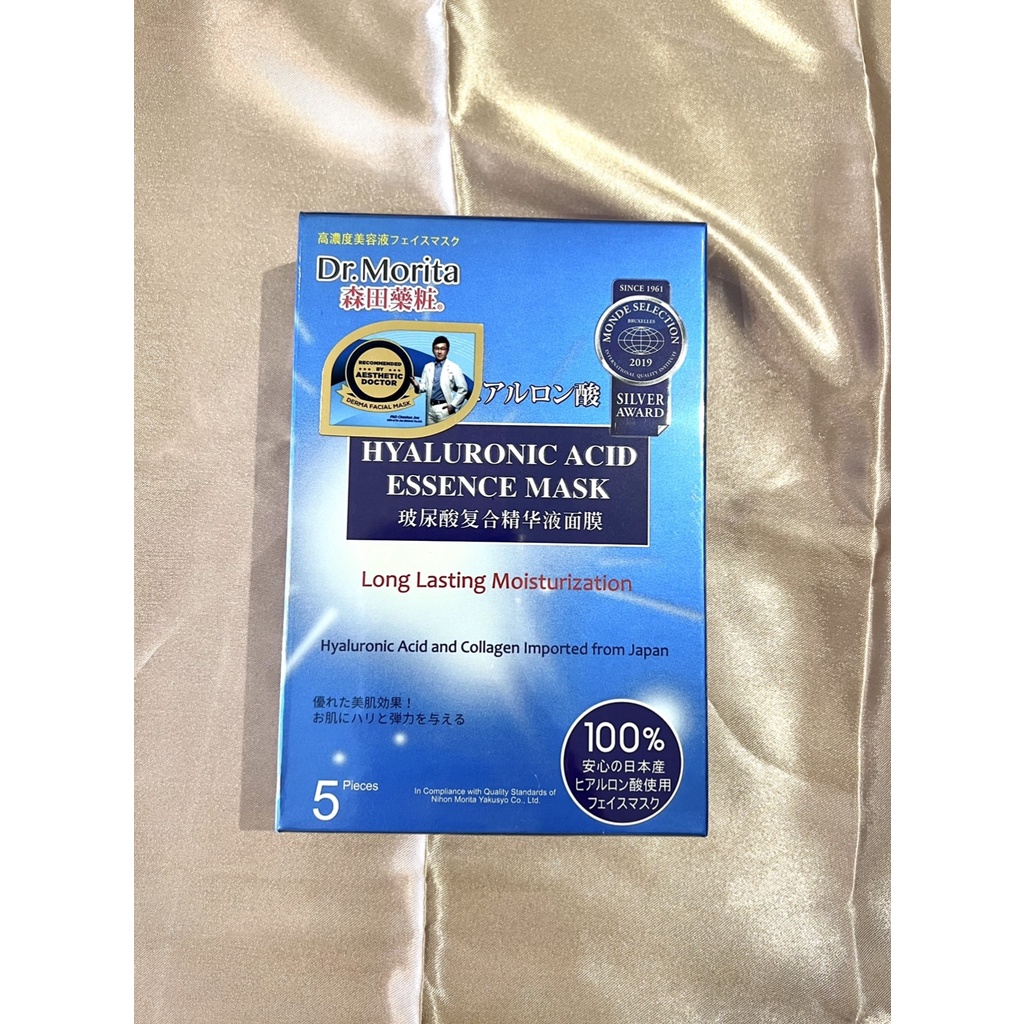 高濃度美容液フェイスマスク
Dr.Morita
森田藥粧®
RECOMMENDED
BY
AESTHETIC
DOCTOR
DERMA FACIAL MASK
SINCE 1961
MONDE SELECTION
BRUXELLES
2019
INTERNATIONAL QUALITY INSTITUTE
SILVER
AWARD
アルロン酸
HYALURONIC ACID
ESSENCE MASK
玻尿酸复合精华液面膜
Long Lasting Moisturization
Hyaluronic Acid and Collagen Imported from Japan
優れた美肌効果！
お肌にハリと弾力を与える
5 Pieces
In Compliance with Quality Standards of
Nihon Morita Yakusyo Co., Ltd.
100%
安心の日本産
ヒアルロン酸使用
フェイスマスク